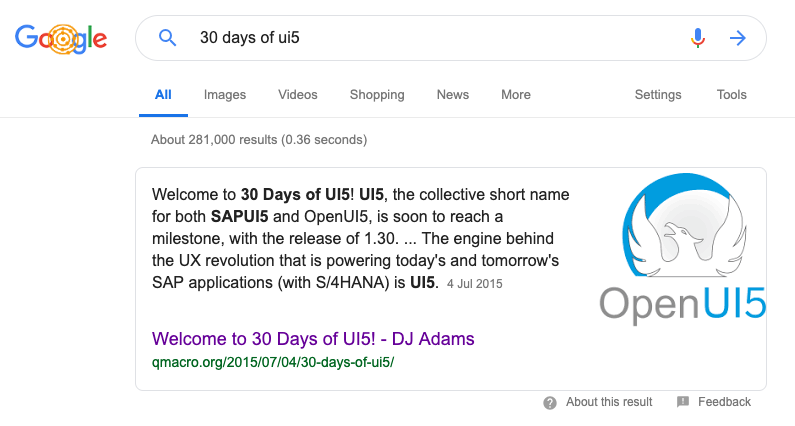 Google
30 days of ui5
All Images Videos Shopping News More Settings Tools
About 281,000 results (0.36 seconds)
Welcome to 30 Days of UI5! UI5, the collective short name
for both SAPUI5 and OpenUI5, is soon to reach a
milestone, with the release of 1.30. ... The engine behind
the UX revolution that is powering today's and tomorrow's
SAP applications (with S/4HANA) is UI5. 4 Jul 2015
OpenUI5
Welcome to 30 Days of UI5! - DJ Adams
qmacro.org/2015/07/04/30-days-of-ui5/
About this result Feedback